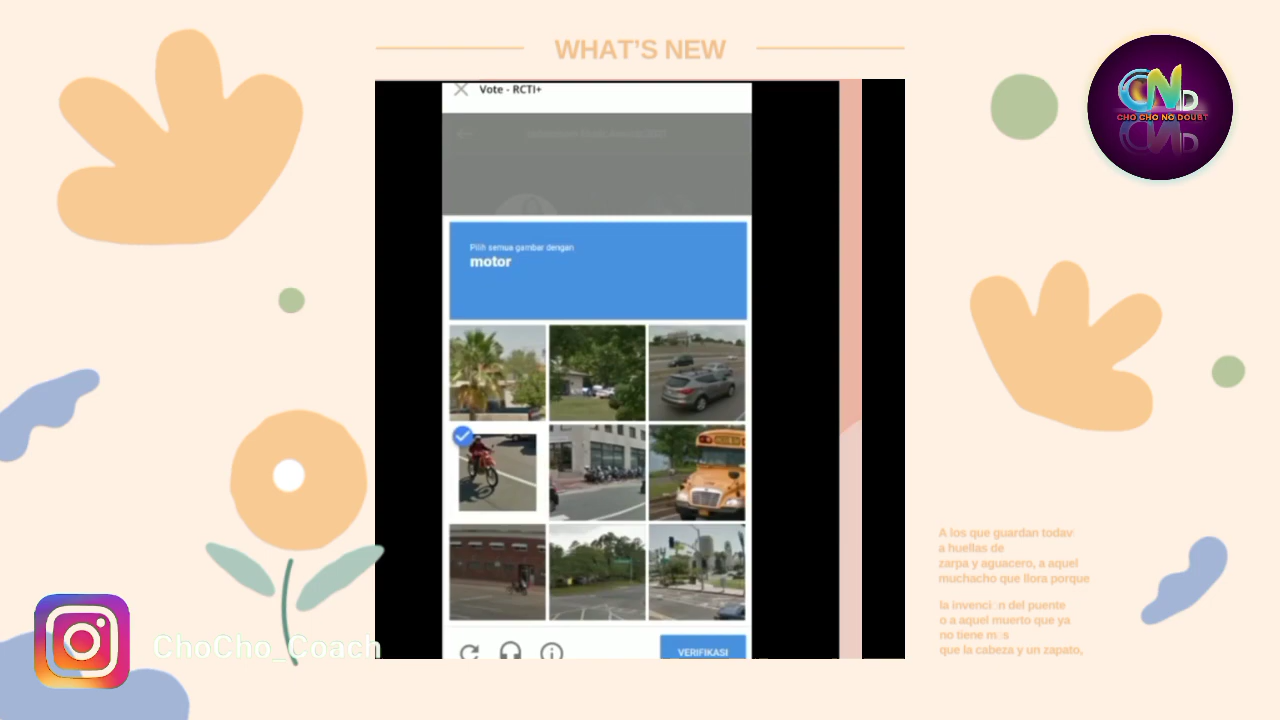 WHAT'S NEW
CND
CHO CHO NO DOUBT
Vote - RCTI+
Pilih semua gambar dengan
motor
VERIFIKASI
A los que guardan todav
a huellas de
zarpa y aguacero, a aquel
muchacho que llora porque
la invenci n del puente
o a aquel muerto que ya
no tiene m s
que la cabeza y un zapato,
ChoCho_Coach